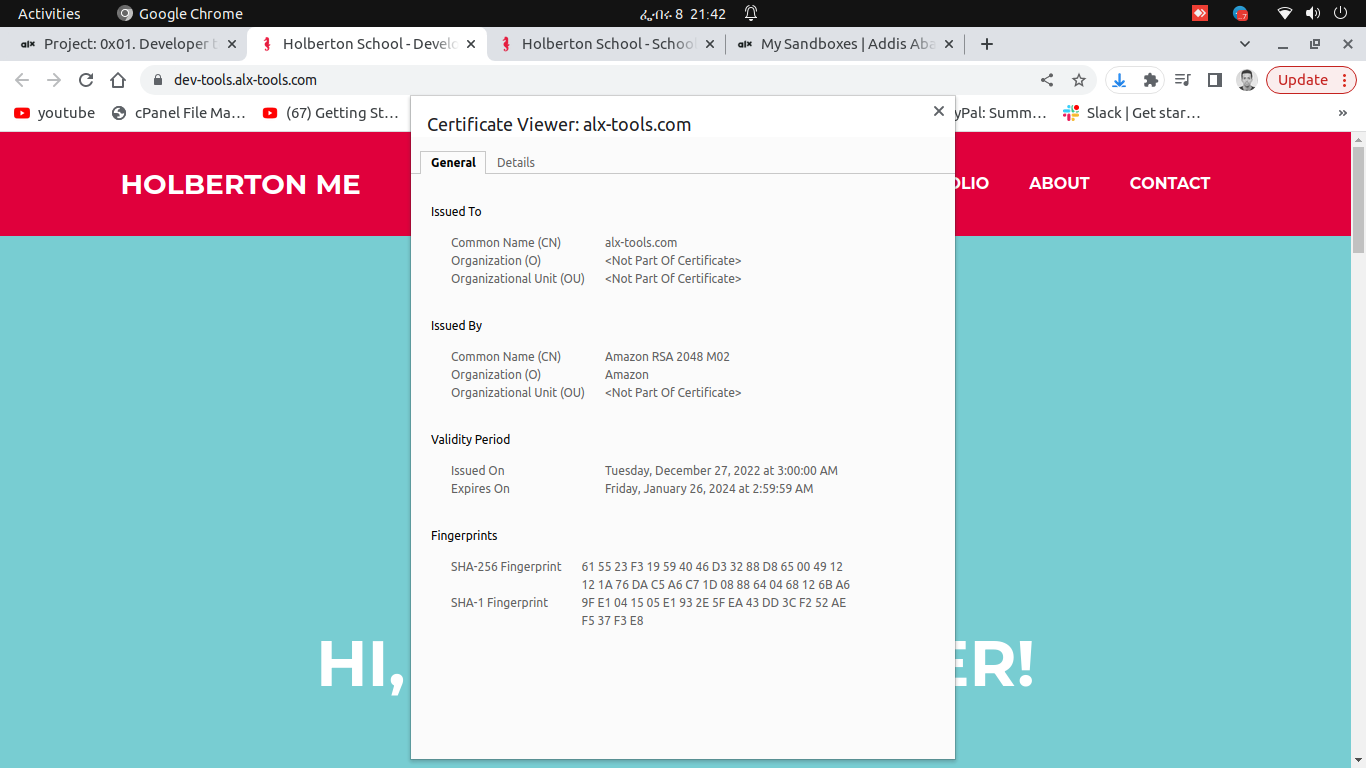 Activities
Google Chrome
ፌብሩ 8 21:42
alx Project: 0x01. Developer t
Holberton School - Develo
Holberton School - School
alx My Sandboxes | Addis Aba
dev-tools.alx-tools.com
Update
youtube
cPanel File Ma…
(67) Getting St…
yPal: Summ…
Slack | Get star…
»
Certificate Viewer: alx-tools.com
General
Details
HOLBERTON ME
OLIO
ABOUT
CONTACT
Issued To
Common Name (CN) alx-tools.com
Organization (O) <Not Part Of Certificate>
Organizational Unit (OU) <Not Part Of Certificate>
Issued By
Common Name (CN) Amazon RSA 2048 M02
Organization (O) Amazon
Organizational Unit (OU) <Not Part Of Certificate>
Validity Period
Issued On Tuesday, December 27, 2022 at 3:00:00 AM
Expires On Friday, January 26, 2024 at 2:59:59 AM
Fingerprints
SHA-256 Fingerprint 61 55 23 F3 19 59 40 46 D3 32 88 D8 65 00 49 12
12 1A 76 DA C5 A6 C7 1D 08 88 64 04 68 12 6B A6
SHA-1 Fingerprint 9F E1 04 15 05 E1 93 2E 5F EA 43 DD 3C F2 52 AE
F5 37 F3 E8
HI, ER!